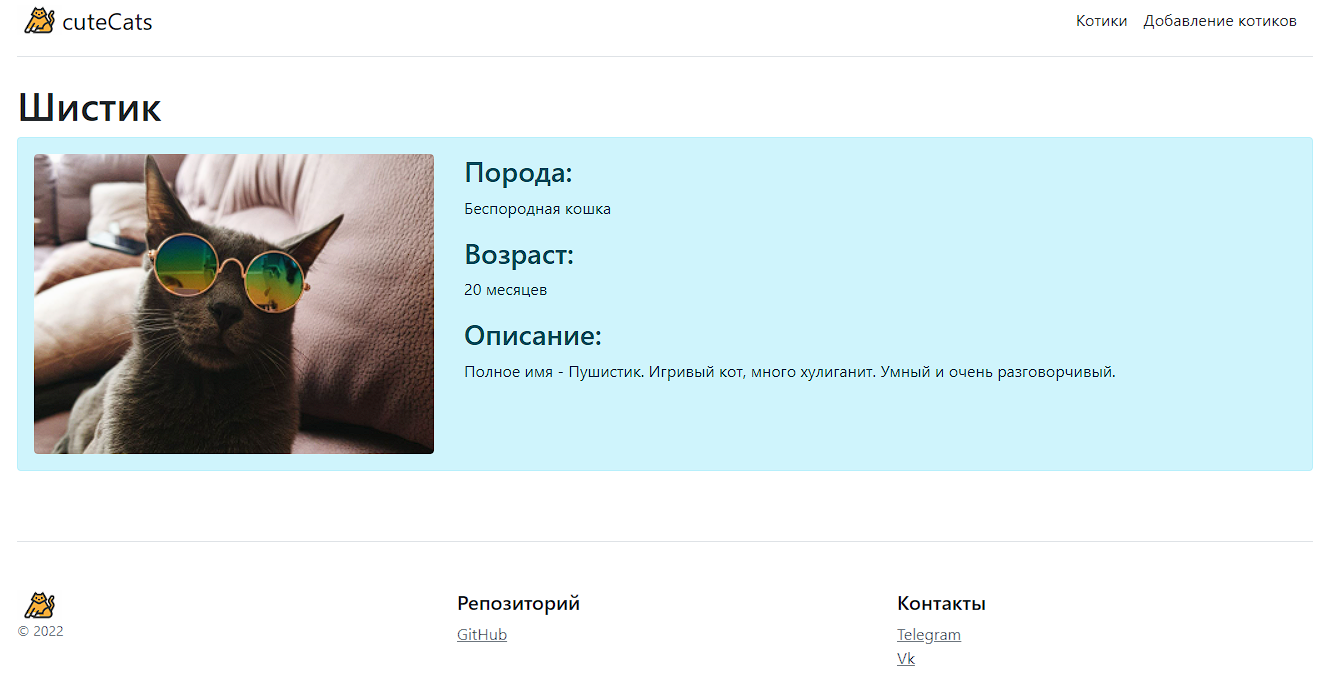 cuteCats
Котики Добавление котиков
Шистик
Порода:
Беспородная кошка
Возраст:
20 месяцев
Описание:
Полное имя - Пушистик. Игривый кот, много хулиганит. Умный и очень разговорчивый.
© 2022
Репозиторий
GitHub
Контакты
Telegram
Vk